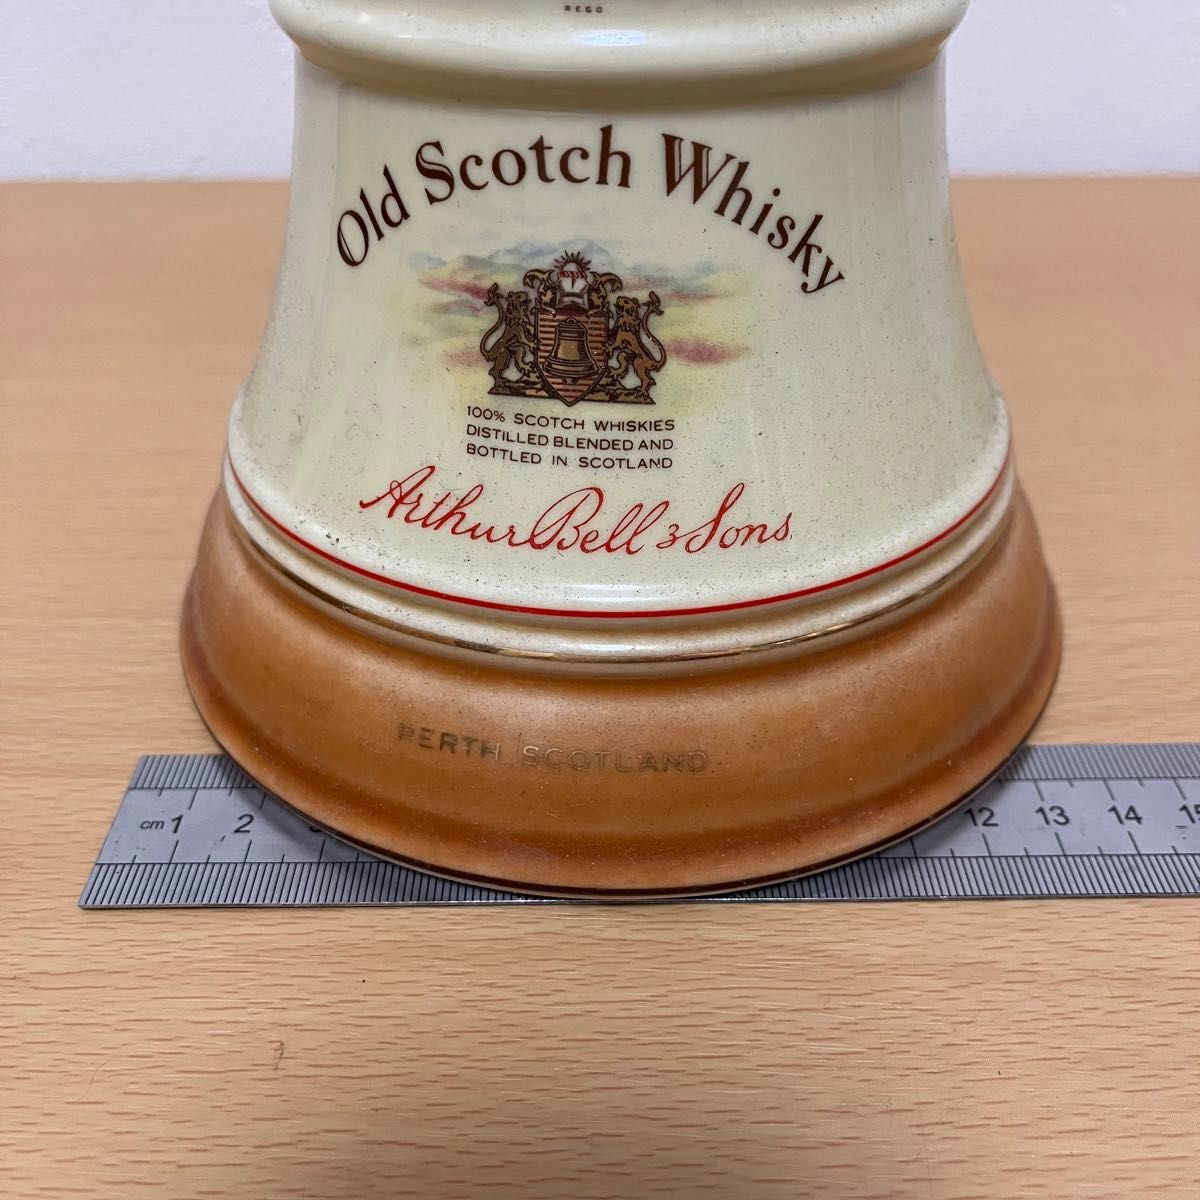 REGD
Old Scotch Whisky
100% SCOTCH WHISKIES
DISTILLED BLENDED AND
BOTTLED IN SCOTLAND
Arthur Bell & Sons
PERTH SCOTLAND
cm 1 2 3 12 13 14 15